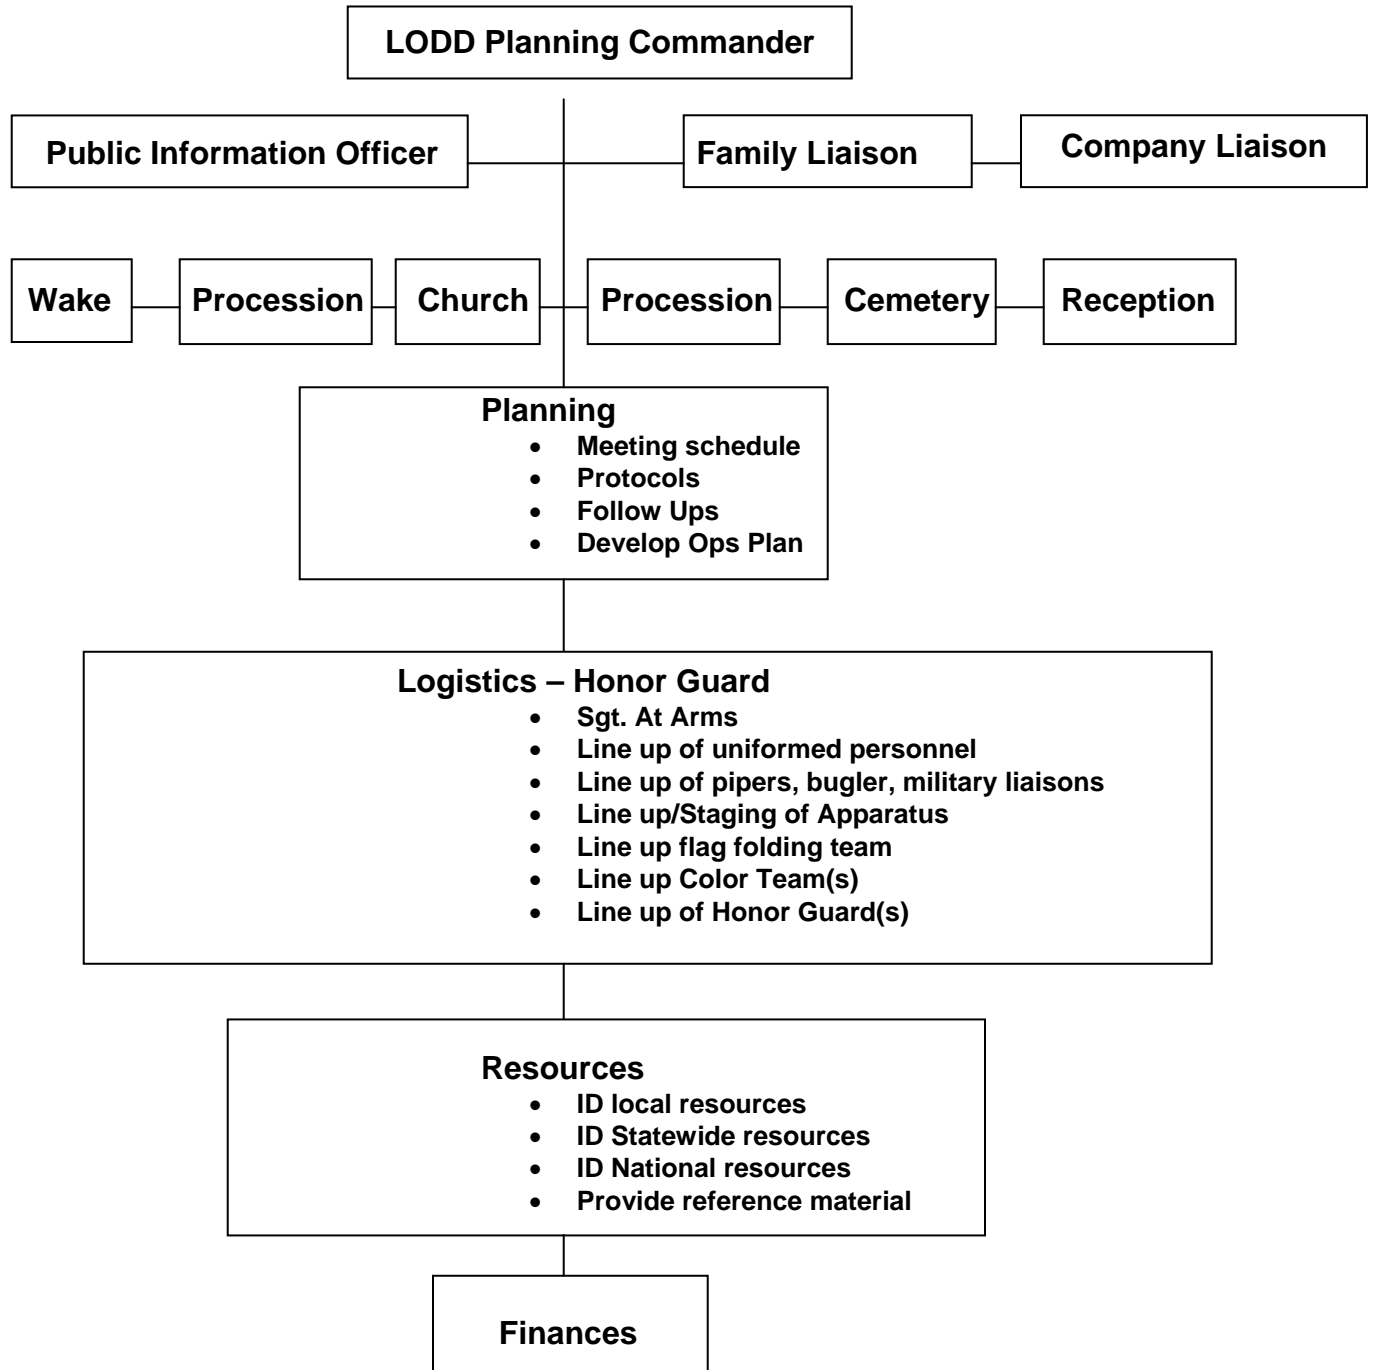 LODD Planning Commander
Public Information Officer
Family Liaison
Company Liaison
Wake
Procession
Church
Procession
Cemetery
Reception
Planning
• Meeting schedule
• Protocols
• Follow Ups
• Develop Ops Plan
Logistics – Honor Guard
• Sgt. At Arms
• Line up of uniformed personnel
• Line up of pipers, bugler, military liaisons
• Line up/Staging of Apparatus
• Line up flag folding team
• Line up Color Team(s)
• Line up of Honor Guard(s)
Resources
• ID local resources
• ID Statewide resources
• ID National resources
• Provide reference material
Finances